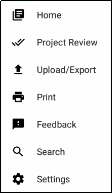 Home
Project Review
Upload/Export
Print
Feedback
Search
Settings